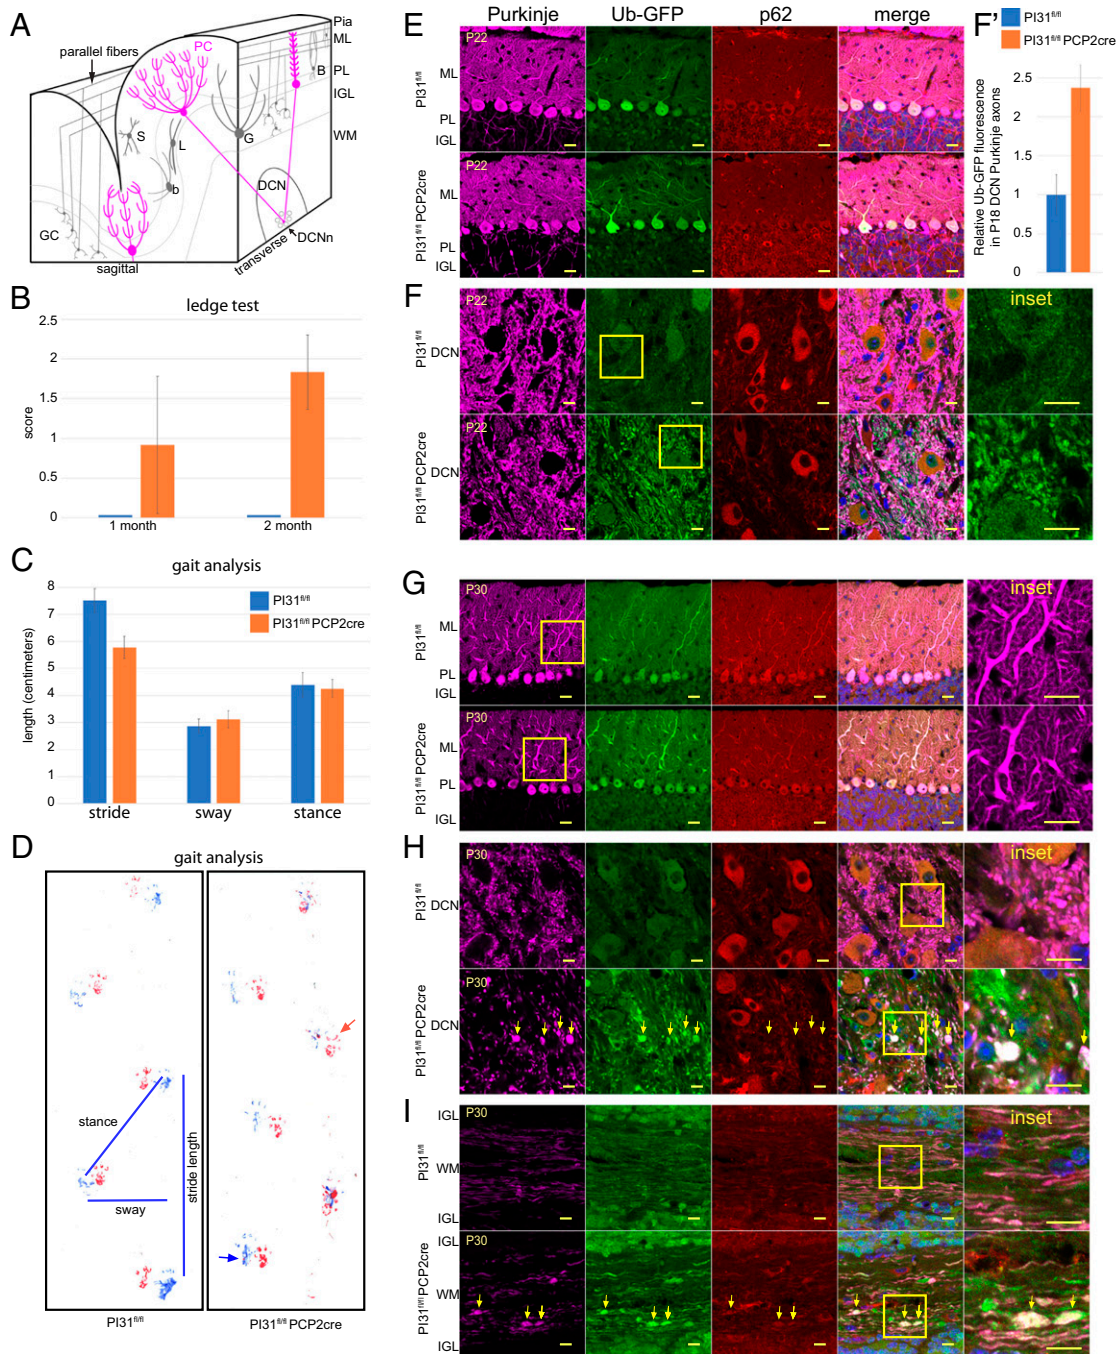 A
Pia
ML
PC
parallel fibers
B
PL
IGL
S
L
G
WM
b
DCN
GC
DCNn
sagittal
transverse
B
ledge test
2.5
2
1.5
1
0.5
0
score
1 month
2 month
C
gait analysis
8
7
6
5
4
3
2
1
0
length (centimeters)
PI31fl/fl
PI31fl/fl PCP2cre
stride
sway
stance
D
gait analysis
stance
stride length
sway
PI31fl/fl
PI31fl/fl PCP2cre
E
Purkinje
Ub-GFP
p62
merge
P22
PI31fl/fl
ML
PL
IGL
P22
PI31fl/fl PCP2cre
ML
PL
IGL
F'
PI31fl/fl
PI31fl/fl PCP2cre
2.5
2
1.5
1
0.5
0
Relative Ub-GFP fluorescence
in P18 DCN Purkinje axons
F
P22
inset
PI31fl/fl
DCN
P22
PI31fl/fl PCP2cre
DCN
G
P30
inset
PI31fl/fl
ML
PL
IGL
P30
PI31fl/fl PCP2cre
ML
PL
IGL
H
P30
inset
PI31fl/fl
DCN
P30
PI31fl/fl PCP2cre
DCN
I
P30
inset
PI31fl/fl
IGL
WM
IGL
P30
PI31fl/fl PCP2cre
IGL
WM
IGL